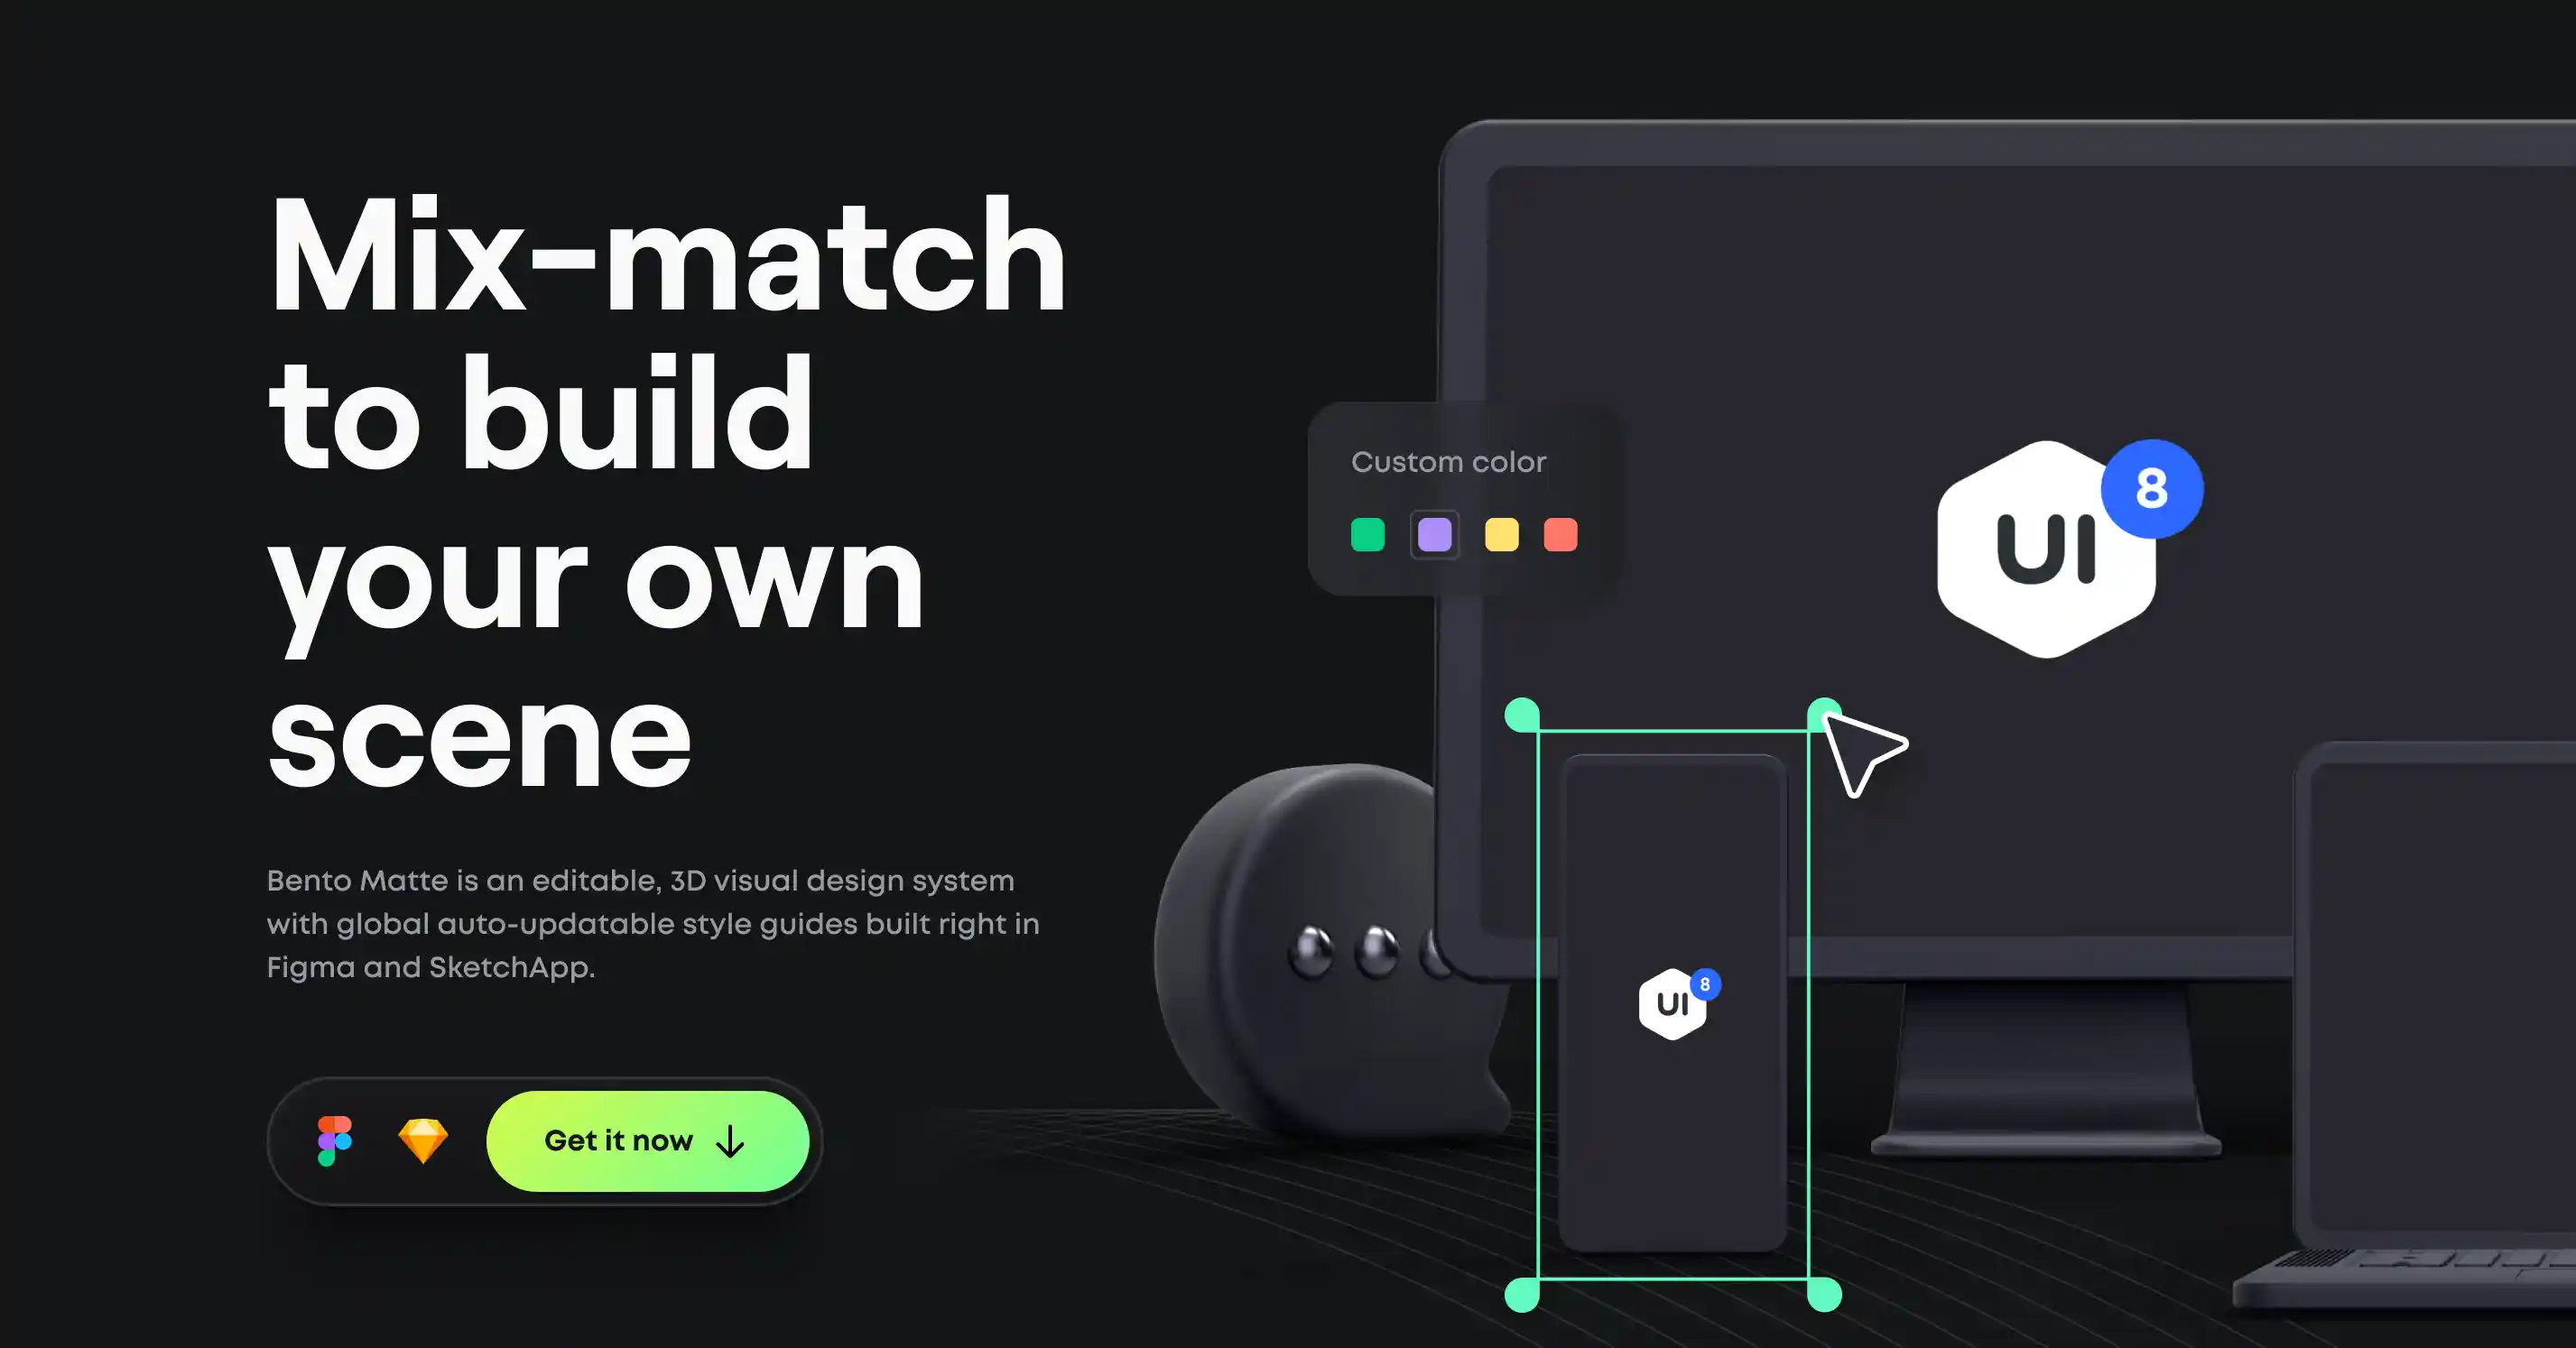 Mix-match
to build
your own
scene
Bento Matte is an editable, 3D visual design system
with global auto-updatable style guides built right in
Figma and SketchApp.
Get it now
Custom color
UI 8
UI 8